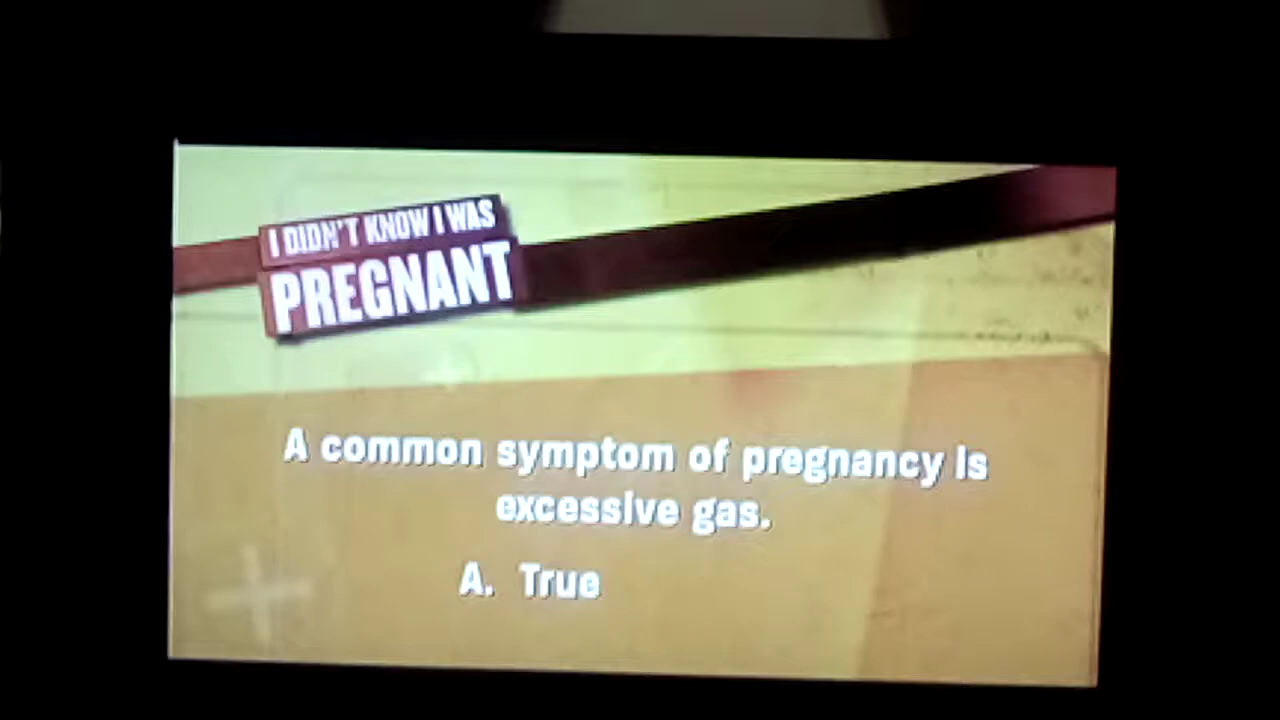 I DIDN'T KNOW I WAS
PREGNANT
A common symptom of pregnancy is
excessive gas.
A. True